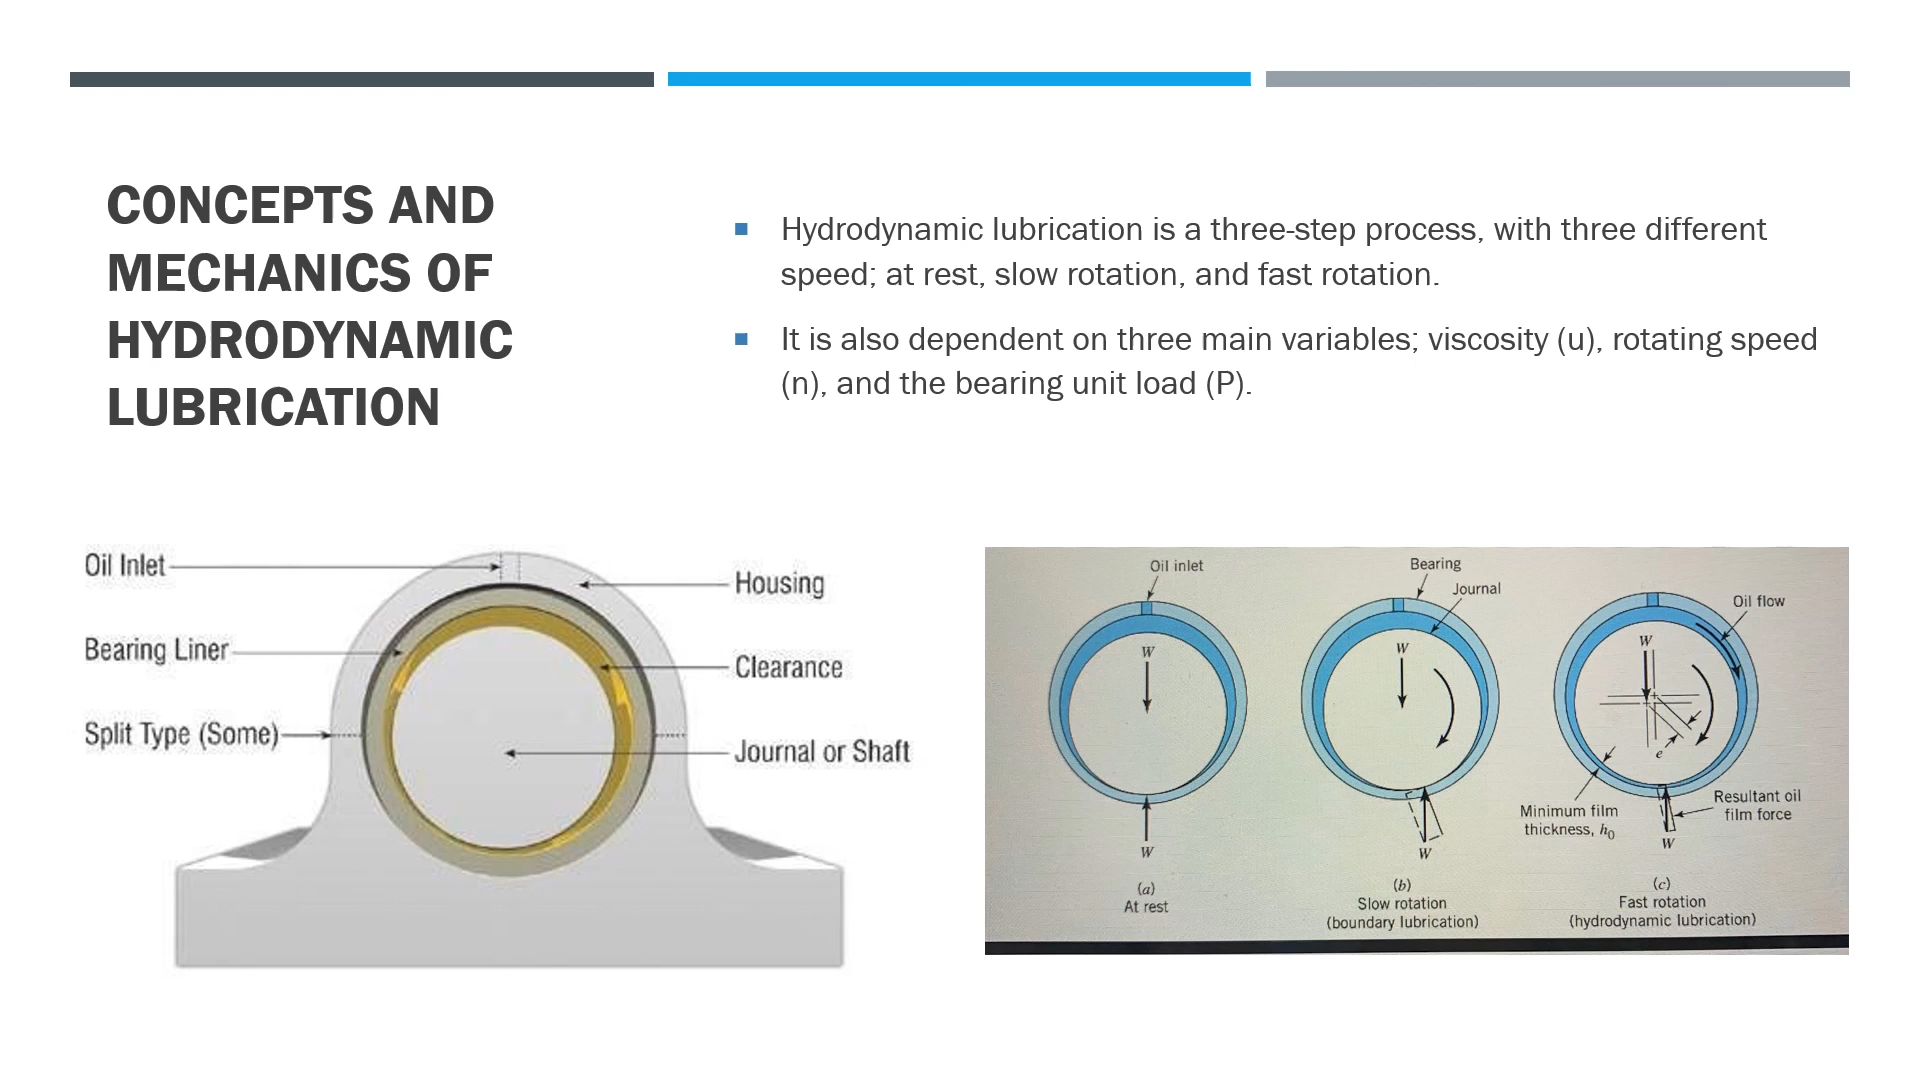 CONCEPTS AND
MECHANICS OF
HYDRODYNAMIC
LUBRICATION
▪ Hydrodynamic lubrication is a three-step process, with three different
speed; at rest, slow rotation, and fast rotation.
▪ It is also dependent on three main variables; viscosity (u), rotating speed
(n), and the bearing unit load (P).
Oil Inlet
Housing
Bearing Liner
Clearance
Split Type (Some)
Journal or Shaft
Oil inlet
W
W
(a)
At rest
Bearing
Journal
W
W
(b)
Slow rotation
(boundary lubrication)
Oil flow
W
e
Minimum film
thickness, h₀
Resultant oil
film force
W
(c)
Fast rotation
(hydrodynamic lubrication)